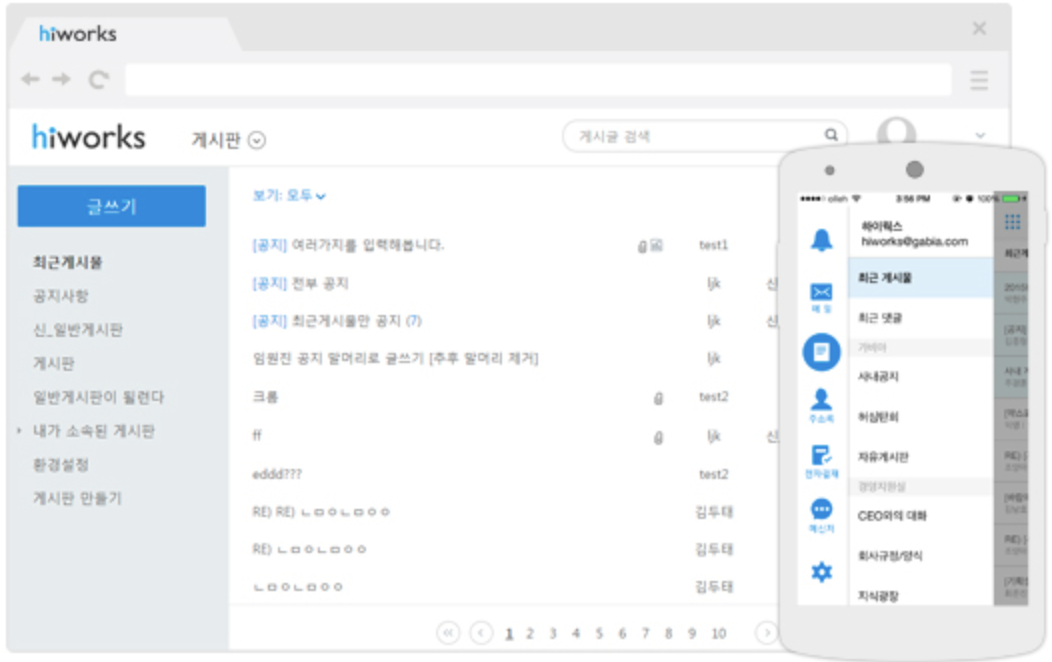 hiworks
hiworks 게시판 게시글 검색
글쓰기
최근게시물
공지사항
신_일반게시판
게시판
일반게시판이 될련다
내가 소속된 게시판
환경설정
게시판 만들기
보기: 모두
[공지] 여러가지를 입력해봅니다. test1
[공지] 전부 공지 ljk 신
[공지] 최근게시물만 공지 (7) ljk 신
임원진 공지 말머리로 글쓰기 [추후 말머리 제거] ljk
크롬 test2
ff ljk 신
eddd??? test2
RE) RE) ㄴㅁㅇㄴㅁㅇㅇ 김두태
RE) ㄴㅁㅇㄴㅁㅇㅇ 김두태
ㄴㅁㅇㄴㅁㅇㅇ 김두태
1 2 3 4 5 6 7 8 9 10
olleh 3:56 PM 100%
하이웍스
hiworks@gabia.com
메일
주소록
전자결재
메신저
최근 게시물
최근 댓글
가비아
사내공지
허심탄회
자유게시판
경영지원실
CEO와의 대화
회사규정/양식
지식광장
최근게
[공지]
사내
RE)
RE)